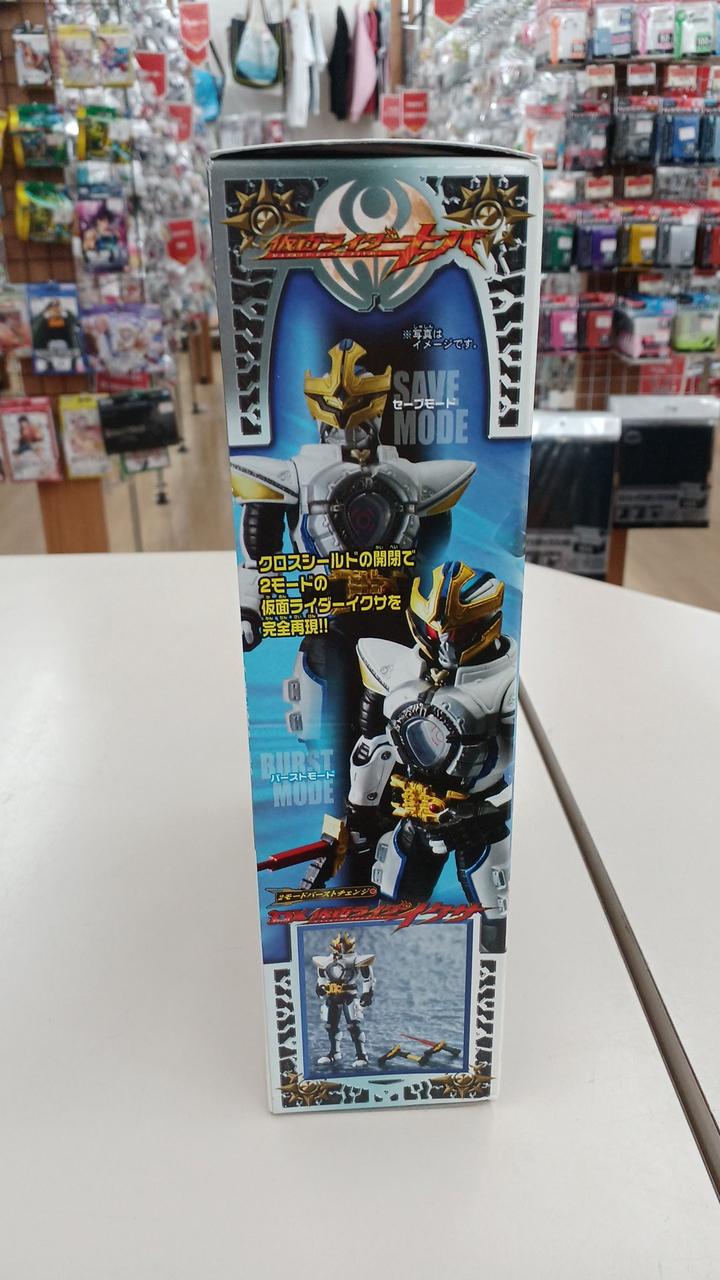 仮面ライダーキバ
※写真は
イメージです。
SAVE
セーブモード
MODE
クロスシールドの開閉で
2モードの
仮面ライダーイクサを
完全再現!!
BURST
バーストモード
MODE
2モードバーストチェンジ
DX 仮面ライダーイクサ